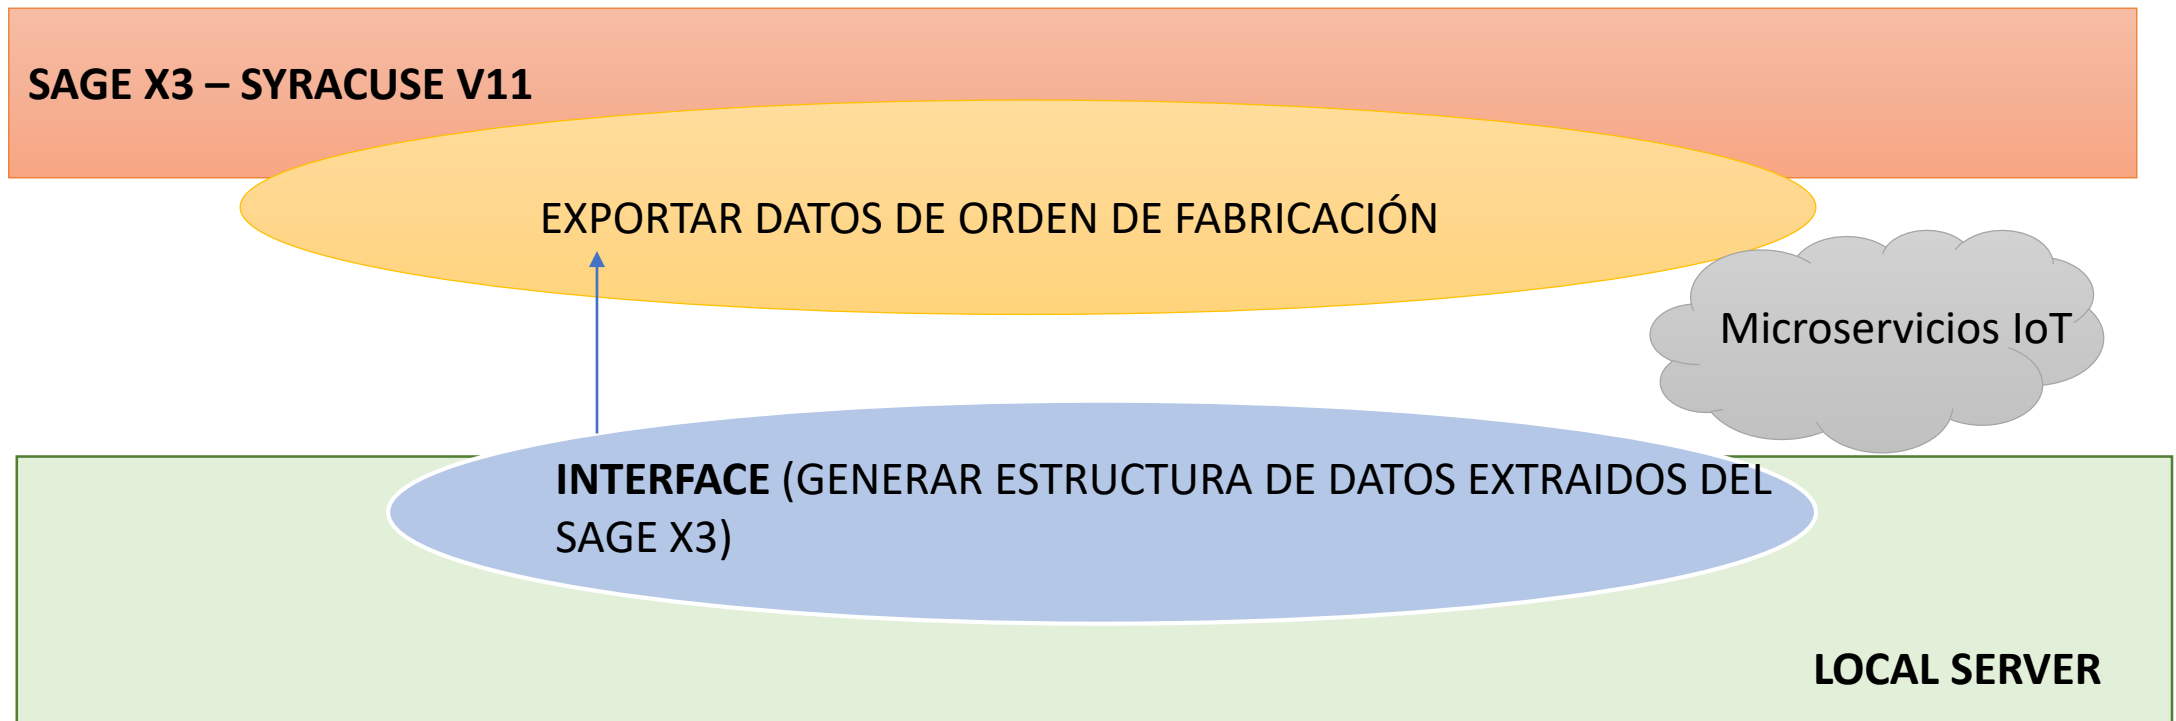 SAGE X3 – SYRACUSE V11
EXPORTAR DATOS DE ORDEN DE FABRICACIÓN
Microservicios IoT
INTERFACE (GENERAR ESTRUCTURA DE DATOS EXTRAIDOS DEL
SAGE X3)
LOCAL SERVER